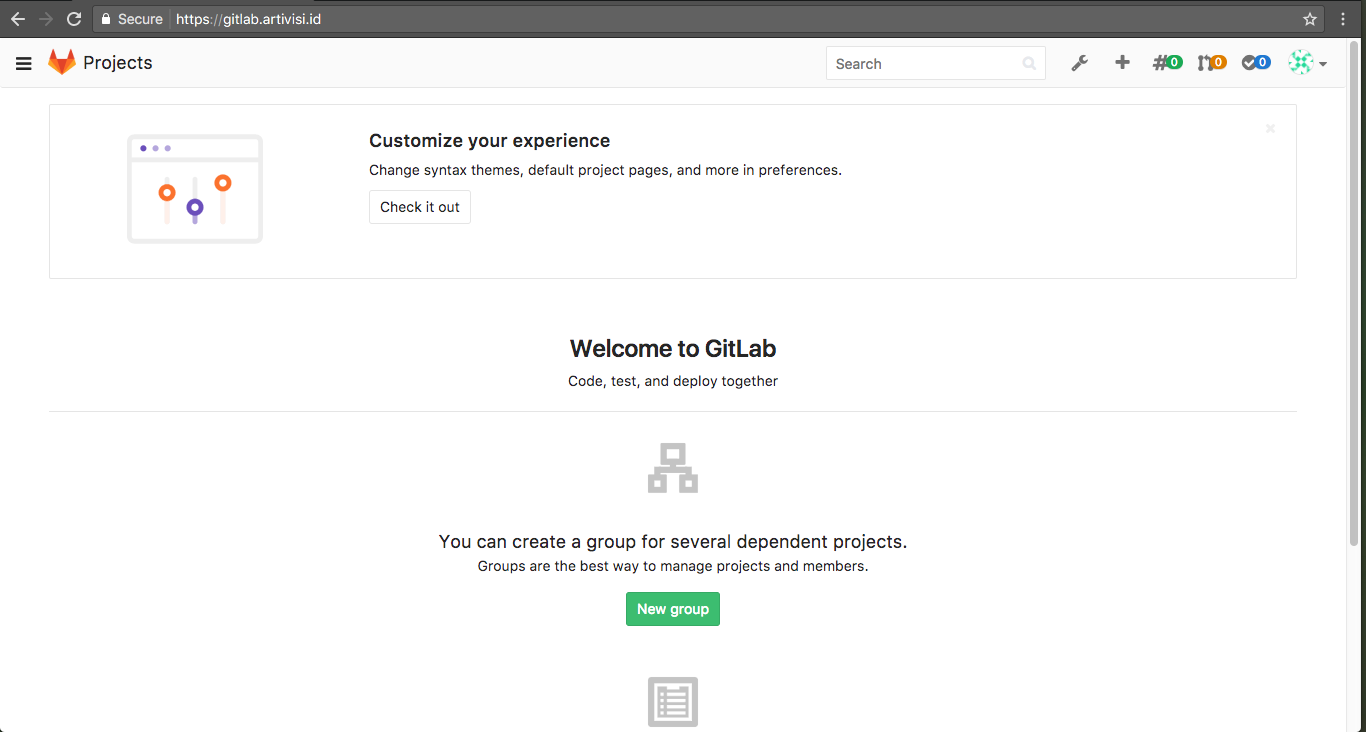 Secure https://gitlab.artivisi.id
Projects
Search
0
0
0
Customize your experience
Change syntax themes, default project pages, and more in preferences.
Check it out
Welcome to GitLab
Code, test, and deploy together
You can create a group for several dependent projects.
Groups are the best way to manage projects and members.
New group